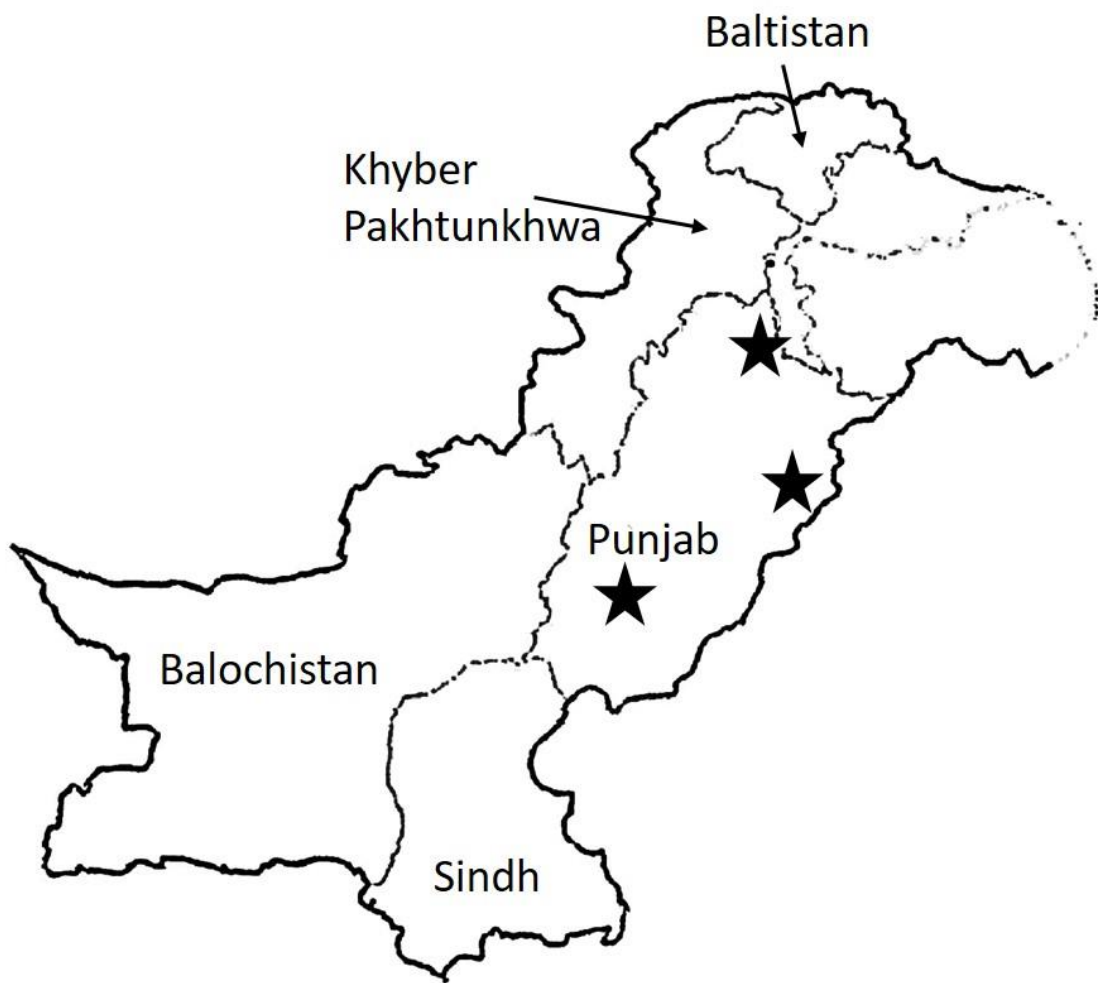 Baltistan
Khyber
Pakhtunkhwa
Punjab
Balochistan
Sindh